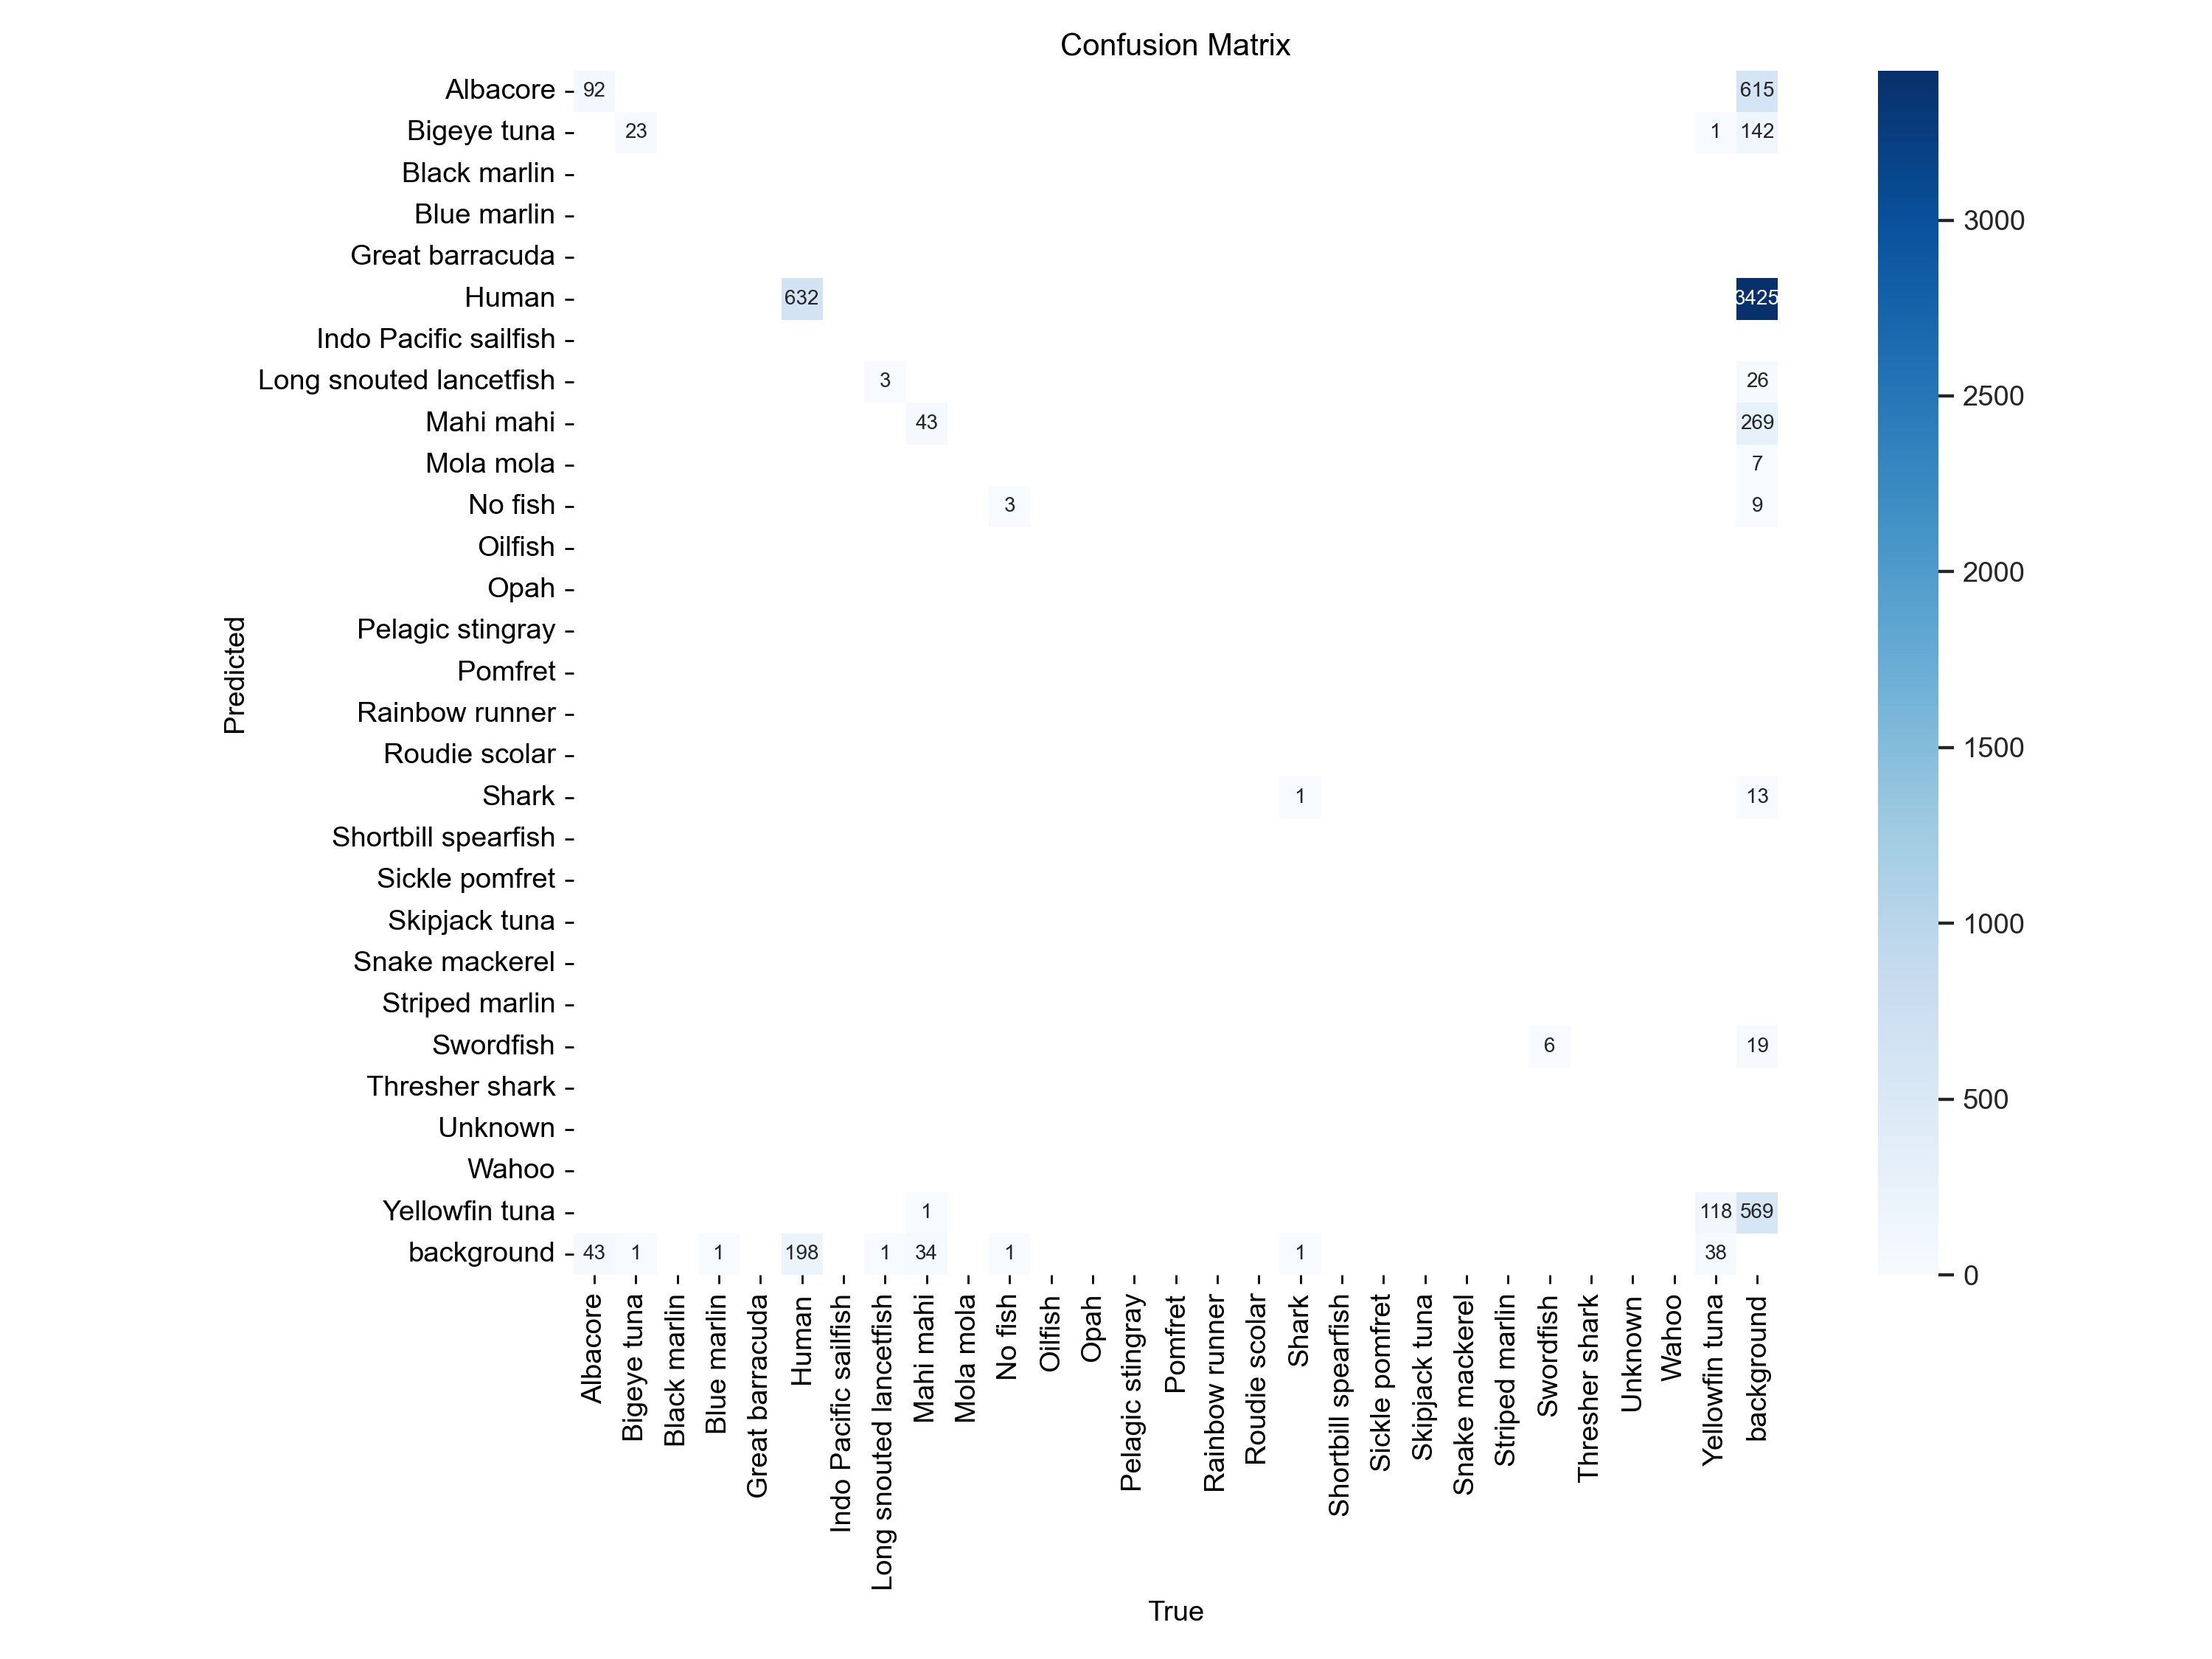 Confusion Matrix
Albacore 92 615
Bigeye tuna 23 1 142
Black marlin
Blue marlin
Great barracuda
Human 632 3425
Indo Pacific sailfish
Long snouted lancetfish 3 26
Mahi mahi 43 269
Mola mola 7
No fish 3 9
Oilfish
Opah
Pelagic stingray
Pomfret
Rainbow runner
Roudie scolar
Shark 1 13
Shortbill spearfish
Sickle pomfret
Skipjack tuna
Snake mackerel
Striped marlin
Swordfish 6 19
Thresher shark
Unknown
Wahoo
Yellowfin tuna 1 118 569
background 43 1 1 198 1 34 1 1 38
Predicted
Albacore
Bigeye tuna
Black marlin
Blue marlin
Great barracuda
Human
Indo Pacific sailfish
Long snouted lancetfish
Mahi mahi
Mola mola
No fish
Oilfish
Opah
Pelagic stingray
Pomfret
Rainbow runner
Roudie scolar
Shark
Shortbill spearfish
Sickle pomfret
Skipjack tuna
Snake mackerel
Striped marlin
Swordfish
Thresher shark
Unknown
Wahoo
Yellowfin tuna
background
True
3000
2500
2000
1500
1000
500
0